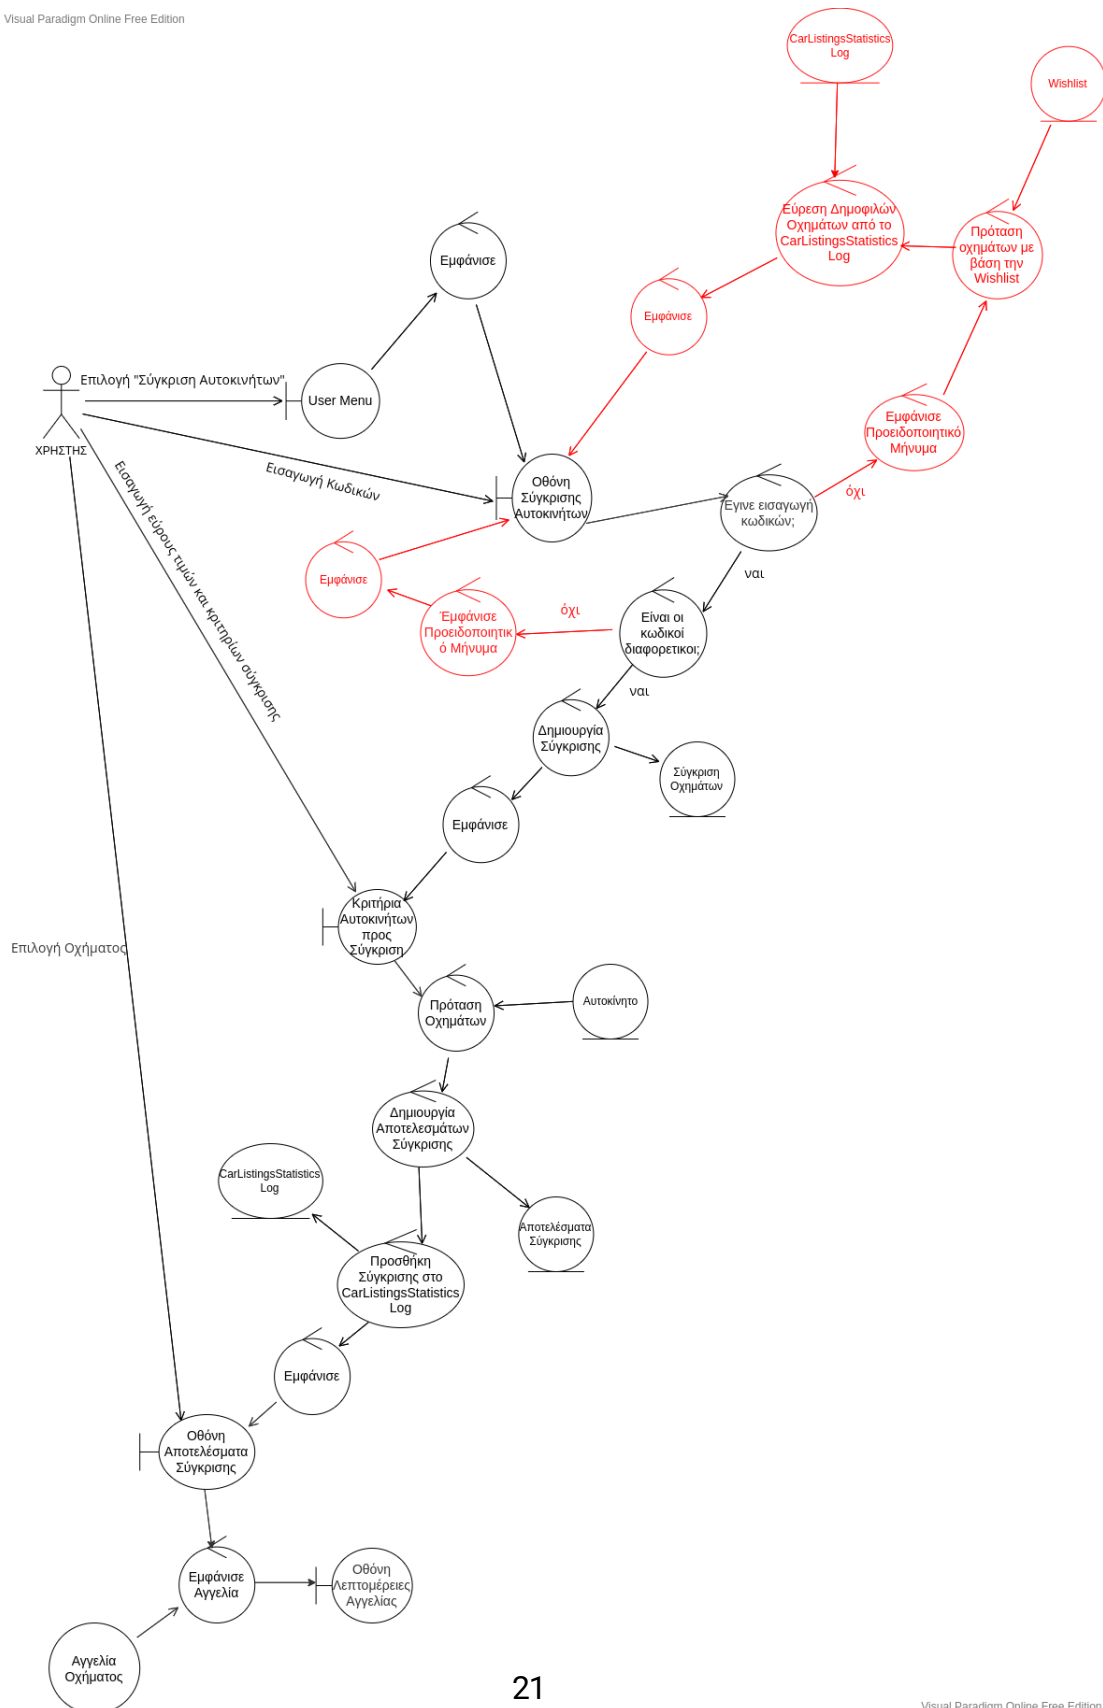 Visual Paradigm Online Free Edition
CarListingsStatistics
Log
Wishlist
Εύρεση Δημοφιλών
Οχημάτων από το
CarListingsStatistics
Log
Πρόταση
οχημάτων με
βάση την
Wishlist
Εμφάνισε
Εμφάνισε
Επιλογή "Σύγκριση Αυτοκινήτων"
User Menu
ΧΡΗΣΤΗΣ
Εμφάνισε
Προειδοποιητικό
Μήνυμα
Εισαγωγή Κωδικών
Οθόνη
Σύγκρισης
Αυτοκινήτων
Έγινε εισαγωγή
κωδικών;
όχι
ναι
Εισαγωγή εύρους τιμών και κριτηρίων σύγκρισης
Εμφάνισε
Έμφάνισε
Προειδοποιητικ
ό Μήνυμα
όχι
Είναι οι
κωδικοί
διαφορετικοι;
ναι
Δημιουργία
Σύγκρισης
Σύγκριση
Οχημάτων
Εμφάνισε
Κριτήρια
Αυτοκινήτων
προς
Σύγκριση
Επιλογή Οχήματος
Πρόταση
Οχημάτων
Αυτοκίνητο
Δημιουργία
Αποτελεσμάτων
Σύγκρισης
CarListingsStatistics
Log
Αποτελέσματα
Σύγκρισης
Προσθήκη
Σύγκρισης στο
CarListingsStatistics
Log
Εμφάνισε
Οθόνη
Αποτελέσματα
Σύγκρισης
Εμφάνισε
Αγγελία
Οθόνη
Λεπτομέρειες
Αγγελίας
Αγγελία
Οχήματος
21
Visual Paradigm Online Free Edition